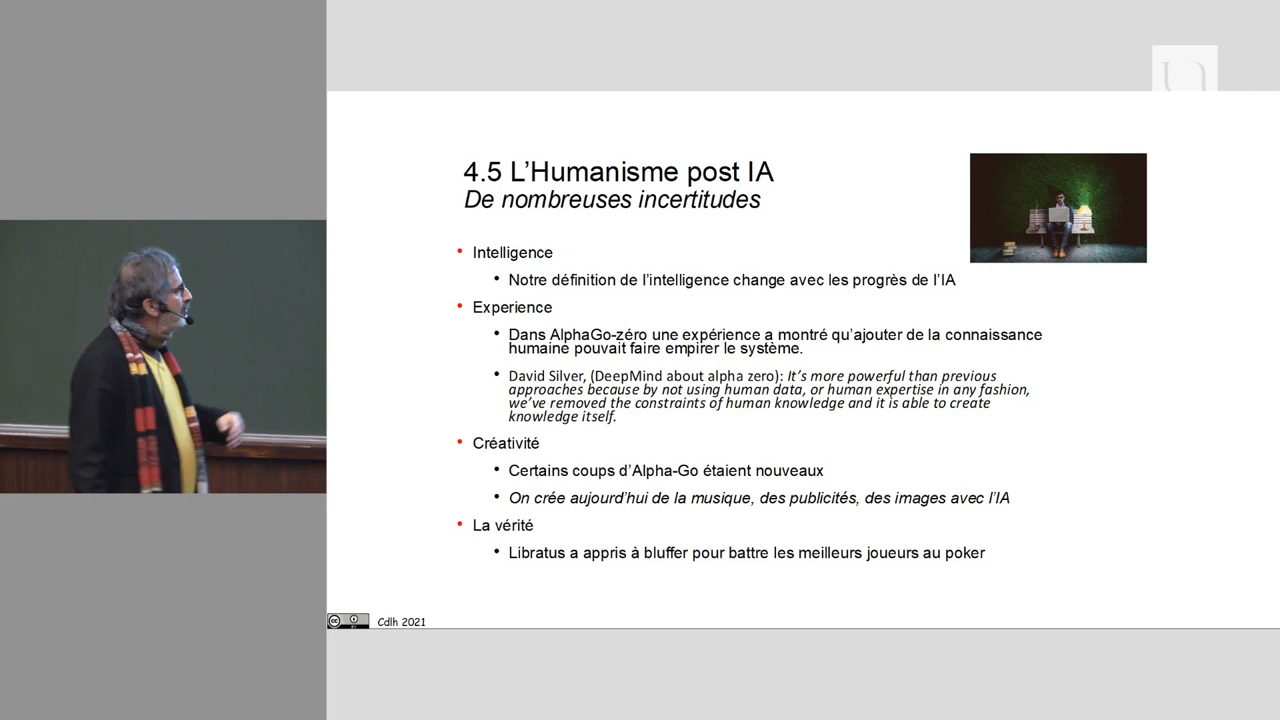 4.5 L’Humanisme post IA
De nombreuses incertitudes
• Intelligence
• Notre définition de l’intelligence change avec les progrès de l’IA
• Experience
• Dans AlphaGo-zéro une expérience a montré qu’ajouter de la connaissance
humaine pouvait faire empirer le système.
• David Silver, (DeepMind about alpha zero): It’s more powerful than previous
approaches because by not using human data, or human expertise in any fashion,
we’ve removed the constraints of human knowledge and it is able to create
knowledge itself.
• Créativité
• Certains coups d’Alpha-Go étaient nouveaux
• On crée aujourd’hui de la musique, des publicités, des images avec l’IA
• La vérité
• Libratus a appris à bluffer pour battre les meilleurs joueurs au poker
cc BY Cdlh 2021